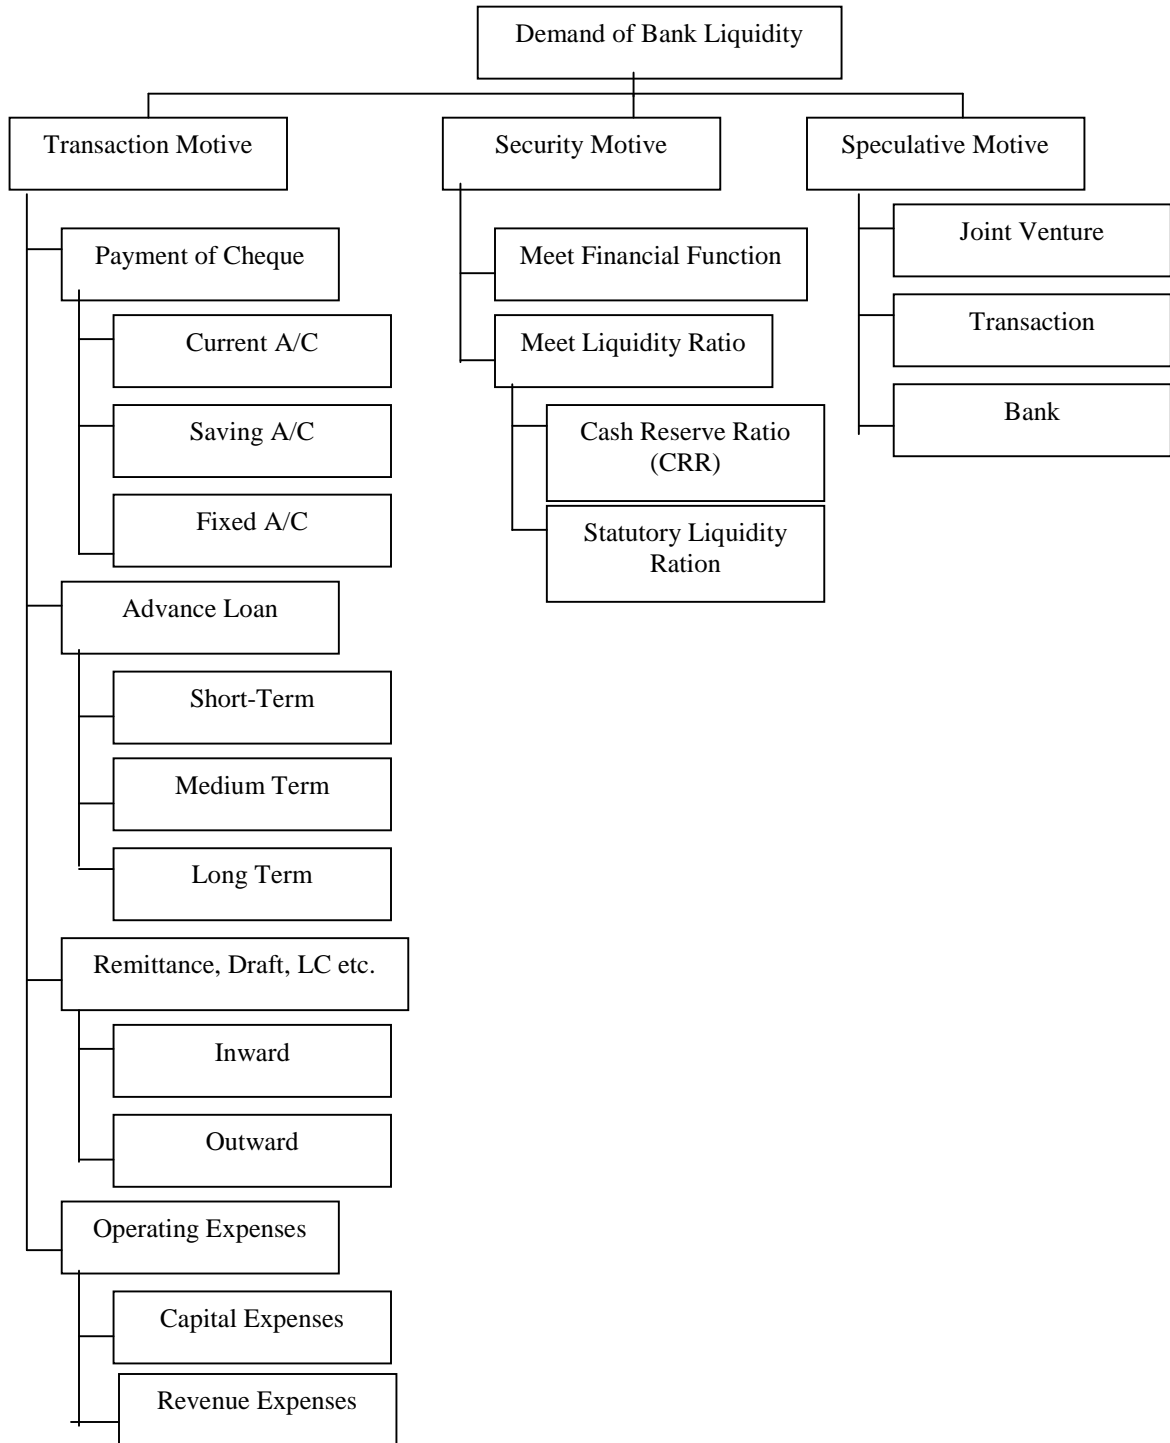 Demand of Bank Liquidity
Transaction Motive
Payment of Cheque
Current A/C
Saving A/C
Fixed A/C
Advance Loan
Short-Term
Medium Term
Long Term
Remittance, Draft, LC etc.
Inward
Outward
Operating Expenses
Capital Expenses
Revenue Expenses
Security Motive
Meet Financial Function
Meet Liquidity Ratio
Cash Reserve Ratio
(CRR)
Statutory Liquidity
Ration
Speculative Motive
Joint Venture
Transaction
Bank